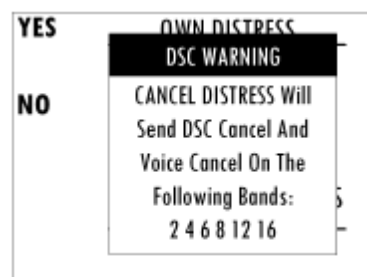 YES
OWN DISTRESS
DSC WARNING
NO
CANCEL DISTRESS Will
Send DSC Cancel And
Voice Cancel On The
Following Bands:
2 4 6 8 12 16